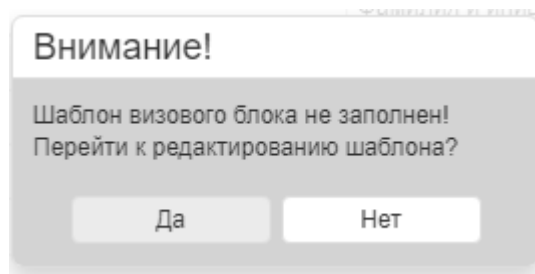 Внимание!
Шаблон визового блока не заполнен!
Перейти к редактированию шаблона?
Да
Нет